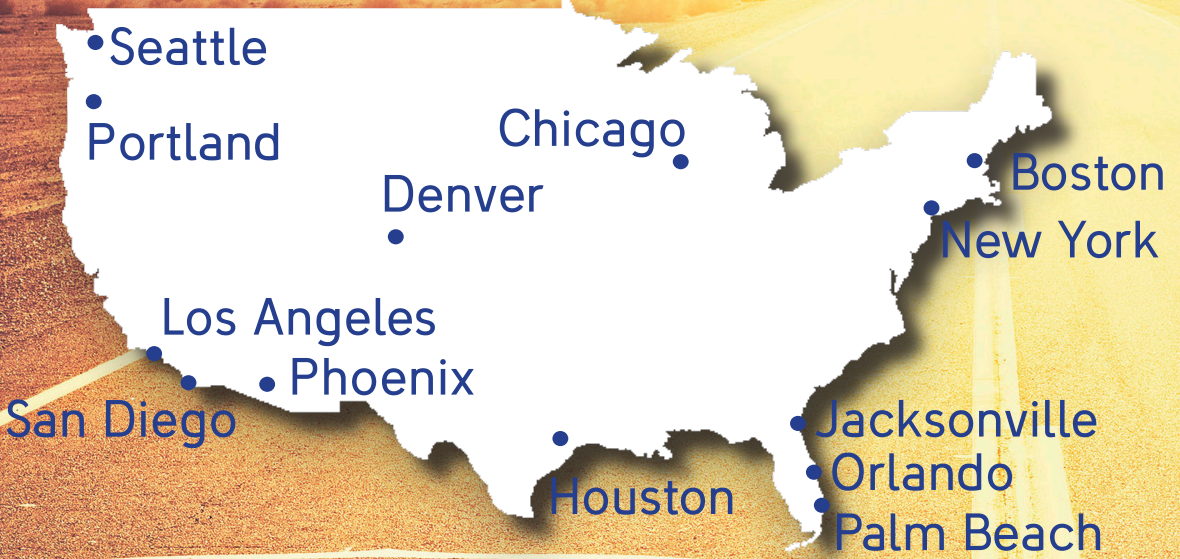 Seattle
Portland
Chicago
Denver
Boston
New York
Los Angeles
Phoenix
San Diego
Jacksonville
Orlando
Houston
Palm Beach